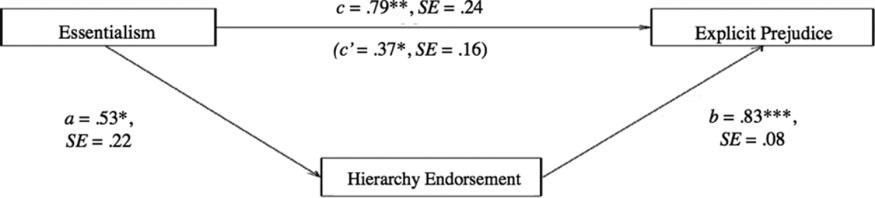 c = .79**, SE = .24
Essentialism
Explicit Prejudice
(c’ = .37*, SE = .16)
a = .53*,
SE = .22
b = .83***,
SE = .08
Hierarchy Endorsement